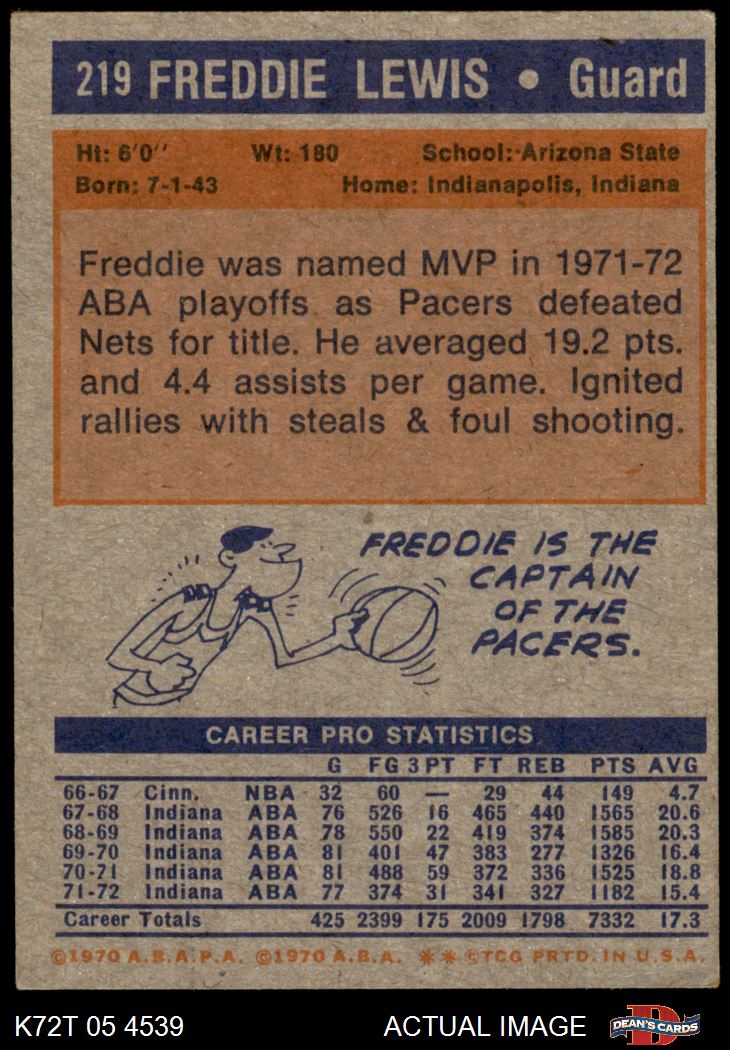 219 FREDDIE LEWIS • Guard
Ht: 6'0'' Wt: 180 School: Arizona State
Born: 7-1-43 Home: Indianapolis, Indiana
Freddie was named MVP in 1971-72
ABA playoffs as Pacers defeated
Nets for title. He averaged 19.2 pts.
and 4.4 assists per game. Ignited
rallies with steals & foul shooting.
FREDDIE IS THE
CAPTAIN
OF THE
PACERS.
CAREER PRO STATISTICS
G FG 3PT FT REB PTS AVG
66-67 Cinn. NBA 32 60 — 29 44 149 4.7
67-68 Indiana ABA 76 526 16 465 440 1565 20.6
68-69 Indiana ABA 78 550 22 419 374 1585 20.3
69-70 Indiana ABA 81 401 47 383 277 1326 16.4
70-71 Indiana ABA 81 488 59 372 336 1525 18.8
71-72 Indiana ABA 77 374 31 341 327 1182 15.4
Career Totals 425 2399 175 2009 1798 7332 17.3
©1970 A.B.A.P.A. ©1970 A.B.A. ** ©TCG PRTD. IN U.S.A.
K72T 05 4539 ACTUAL IMAGE D DEAN'S CARDS